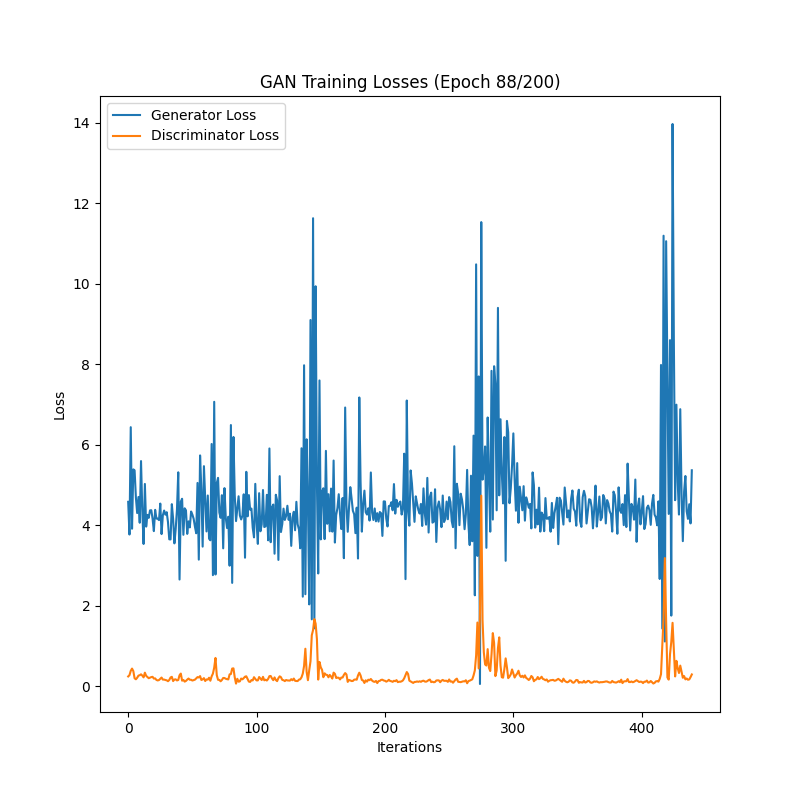 GAN Training Losses (Epoch 88/200)
Generator Loss
Discriminator Loss
14
12
10
8
6
4
2
0
Loss
0 100 200 300 400
Iterations